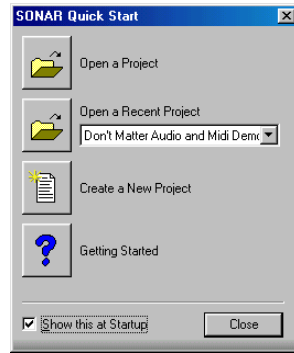 SONAR Quick Start
Open a Project
Open a Recent Project
Don't Matter Audio and Midi Demo
Create a New Project
Getting Started
Show this at Startup
Close